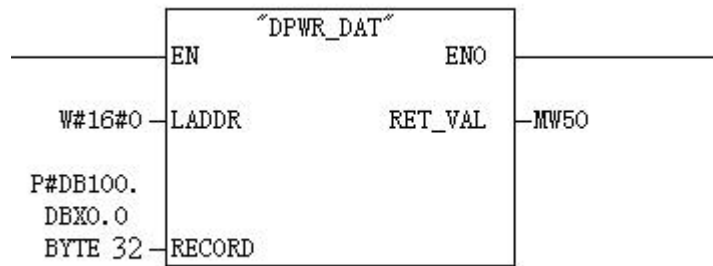 "DPWR_DAT"
EN ENO
W#16#0 LADDR RET_VAL MW50
P#DB100.
DBX0.0
BYTE 32 RECORD